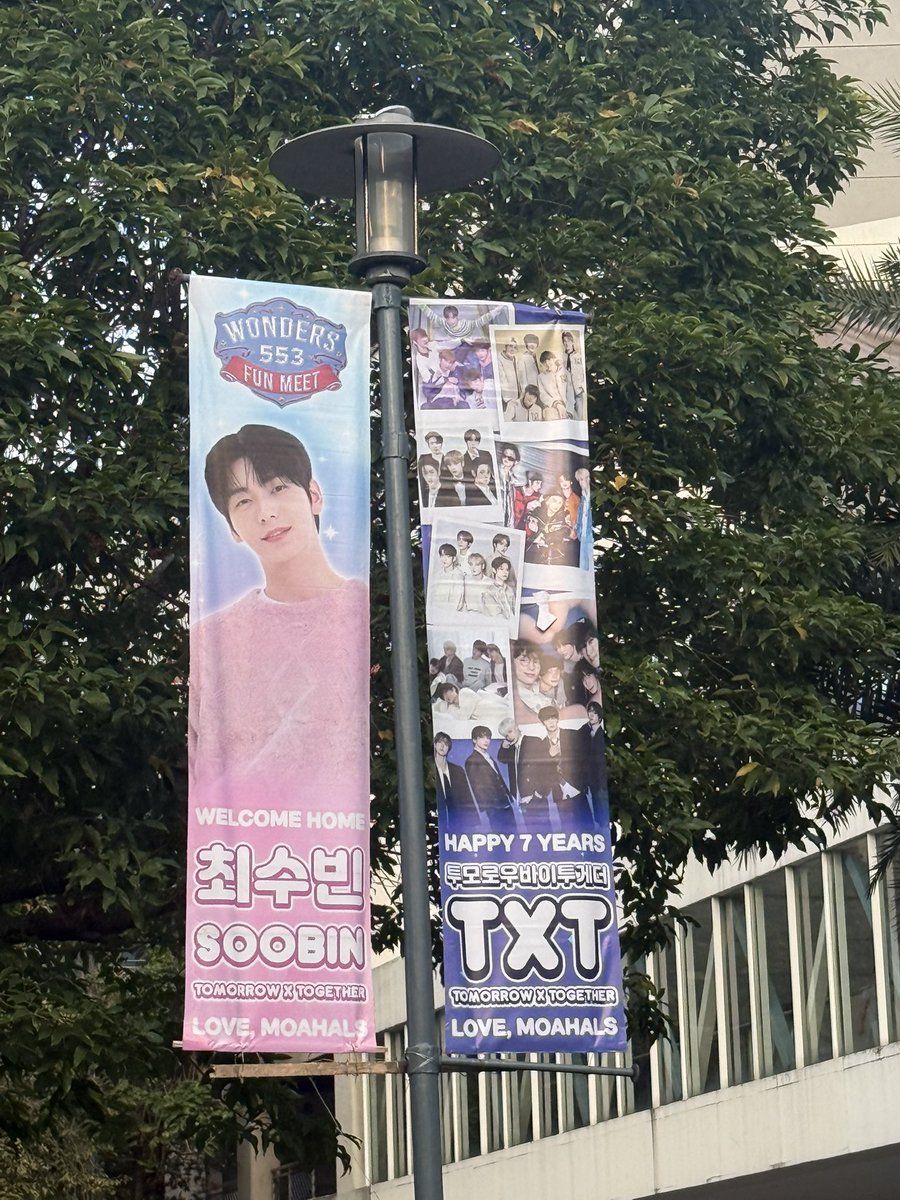 WONDERS
553
FUN MEET
WELCOME HOME
최수빈
SOOBIN
TOMORROW X TOGETHER
LOVE, MOAHALS
HAPPY 7 YEARS
투모로우바이투게더
TXT
TOMORROW X TOGETHER
LOVE, MOAHALS